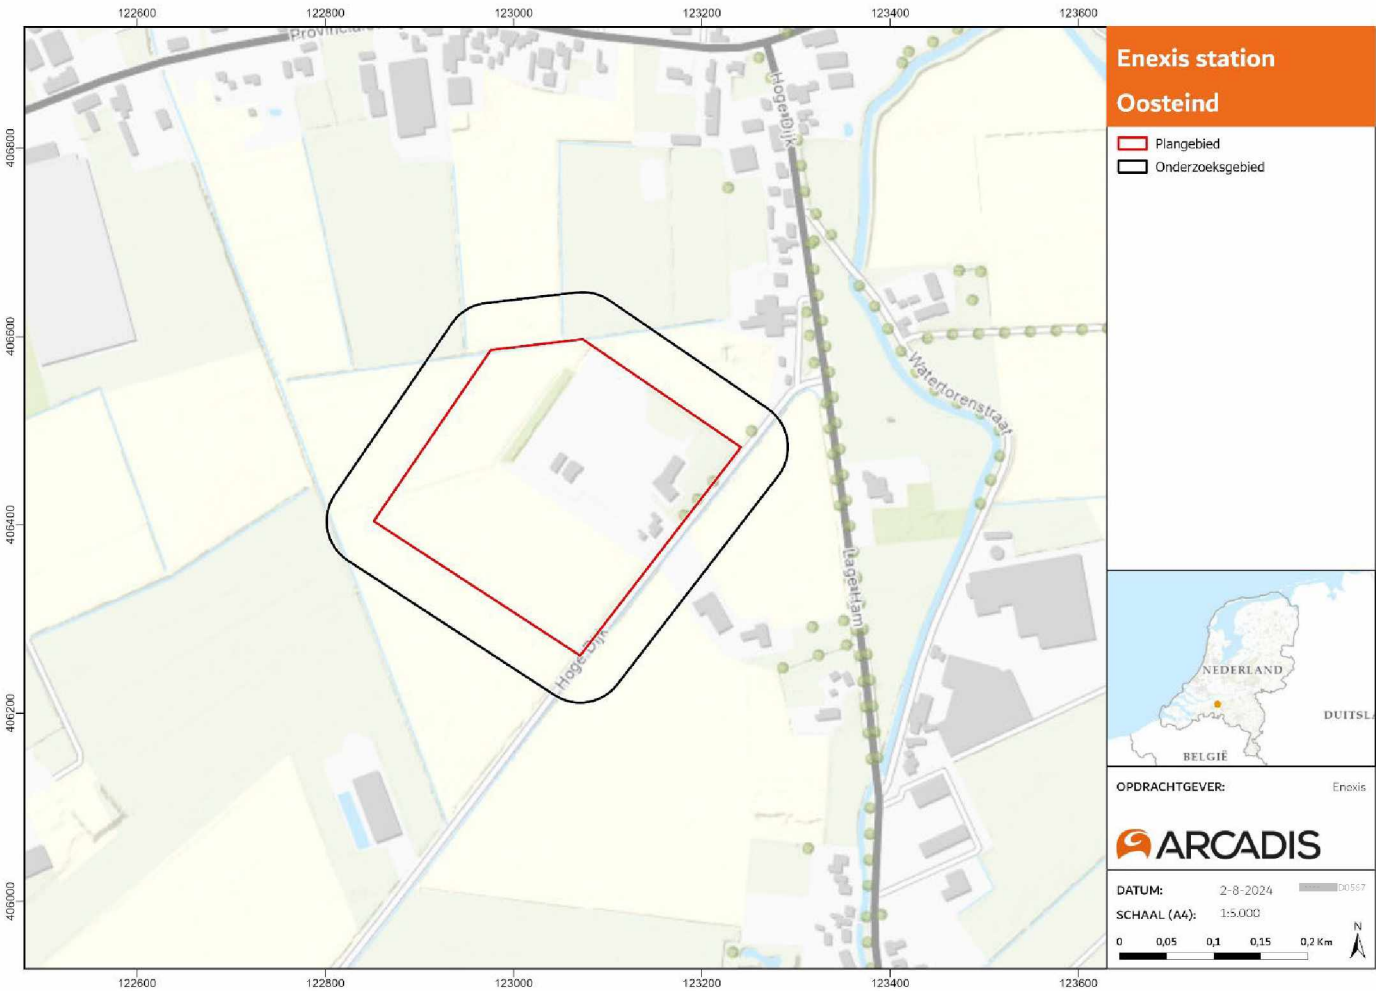 122600 122800 123000 123200 123400 123600
Enexis station
Oosteind
Plangebied
Onderzoeksgebied
Hoge Dijk
406800
406600
Watertorenstraat
406400
Lage Ham
Hoge Dijk
406200
406000
NEDERLAND
DUITSL
BELGIË
OPDRACHTGEVER: Enexis
ARCADIS
DATUM: 2-8-2024
SCHAAL (A4): 1:5.000
N
0 0,05 0,1 0,15 0,2 Km
122600 122800 123000 123200 123400 123600